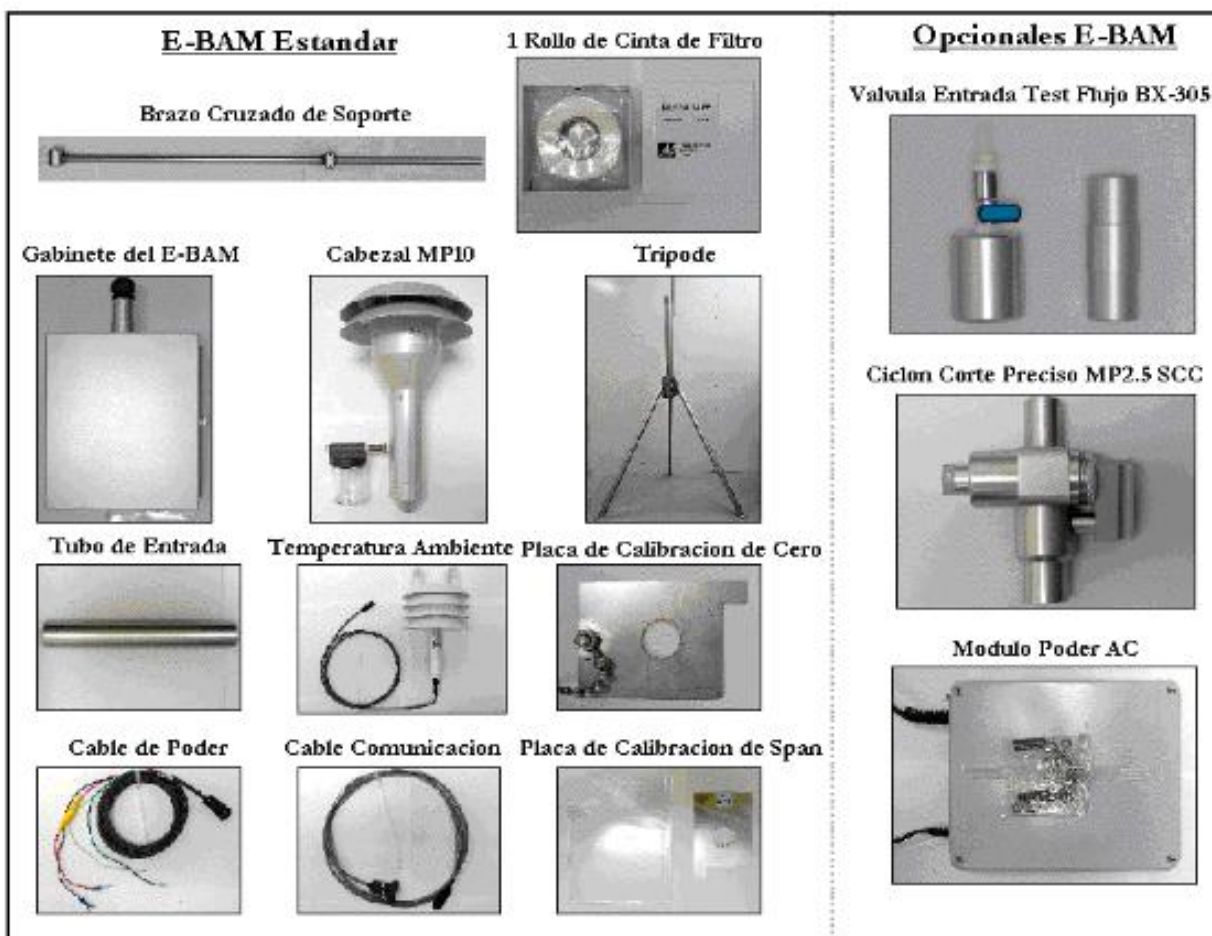 E-BAM Estandar
1 Rollo de Cinta de Filtro
Brazo Cruzado de Soporte
Gabinete del E-BAM
Cabezal MP10
Tripode
Tubo de Entrada
Temperatura Ambiente
Placa de Calibracion de Cero
Cable de Poder
Cable Comunicacion
Placa de Calibracion de Span
Opcionales E-BAM
Valvula Entrada Test Flujo BX-305
Ciclon Corte Preciso MP2.5 SCC
Modulo Poder AC